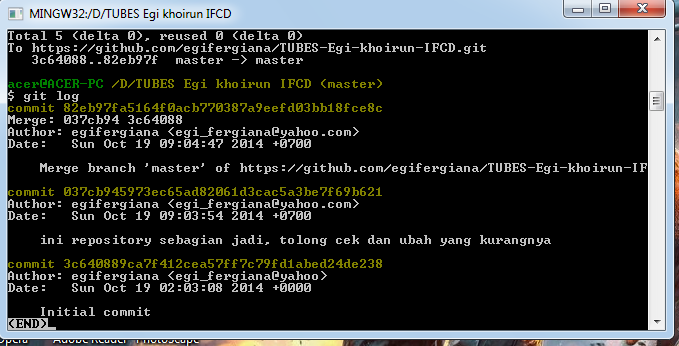 MINGW32:/D/TUBES Egi khoirun IFCD
Total 5 (delta 0), reused 0 (delta 0)
To https://github.com/egifergiana/TUBES-Egi-khoirun-IFCD.git
   3c64088..82eb97f  master -> master
acer@ACER-PC /D/TUBES Egi khoirun IFCD (master)
$ git log
commit 82eb97fa5164f0acb770387a9eefd03bb18fce8c
Merge: 037cb94 3c64088
Author: egifergiana <egi_fergiana@yahoo.com>
Date:   Sun Oct 19 09:04:47 2014 +0700
    Merge branch 'master' of https://github.com/egifergiana/TUBES-Egi-khoirun-IF
commit 037cb945973ec65ad82061d3cac5a3be7f69b621
Author: egifergiana <egi_fergiana@yahoo.com>
Date:   Sun Oct 19 09:03:54 2014 +0700
    ini repository sebagian jadi, tolong cek dan ubah yang kurangnya
commit 3c640889ca7f412cea57ff7c79fd1abed24de238
Author: egifergiana <egi_fergiana@yahoo>
Date:   Sun Oct 19 02:03:08 2014 +0000
    Initial commit
(END)
Opera Adobe Reader PhotoScape